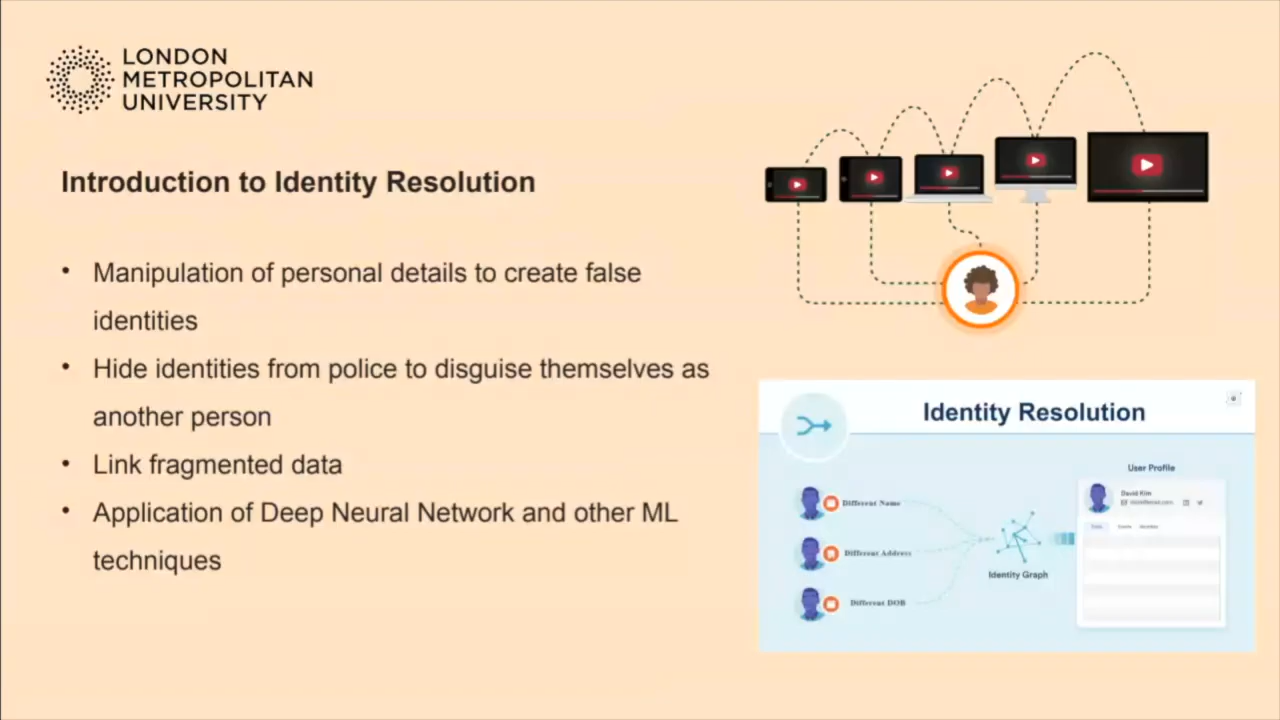 LONDON
METROPOLITAN
UNIVERSITY
Introduction to Identity Resolution
• Manipulation of personal details to create false
identities
• Hide identities from police to disguise themselves as
another person
• Link fragmented data
• Application of Deep Neural Network and other ML
techniques
Identity Resolution
User Profile
David Kim
Different Name
Different Address
Different DOB
Identity Graph